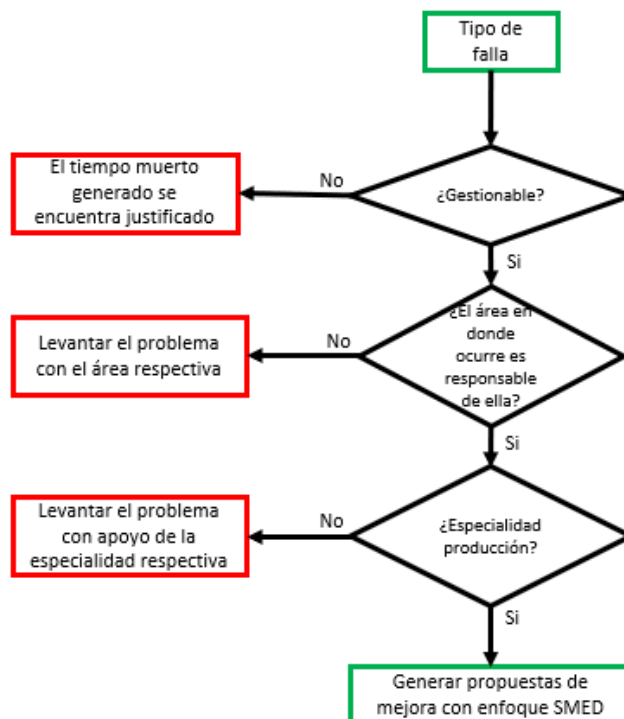 Tipo de
falla
El tiempo muerto
generado se
encuentra justificado
No
¿Gestionable?
Si
Levantar el problema
con el área respectiva
No
¿El área en
donde
ocurre es
responsable
de ella?
Si
Levantar el problema
con apoyo de la
especialidad respectiva
No
¿Especialidad
producción?
Si
Generar propuestas de
mejora con enfoque SMED